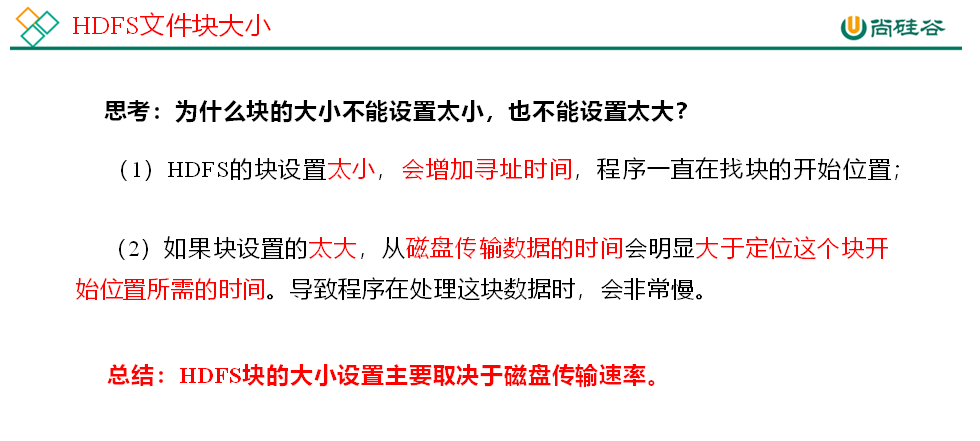 HDFS文件块大小
尚硅谷
思考：为什么块的大小不能设置太小，也不能设置太大？
（1）HDFS的块设置太小，会增加寻址时间，程序一直在找块的开始位置；
（2）如果块设置的太大，从磁盘传输数据的时间会明显大于定位这个块开
始位置所需的时间。导致程序在处理这块数据时，会非常慢。
总结：HDFS块的大小设置主要取决于磁盘传输速率。